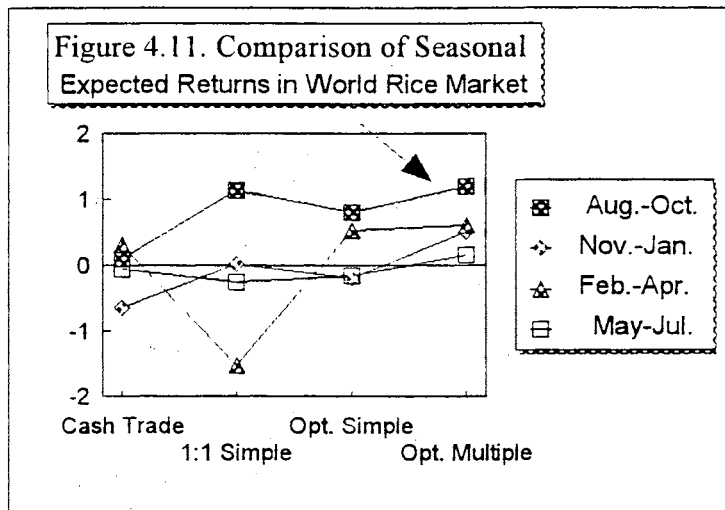 Figure 4.11. Comparison of Seasonal
Expected Returns in World Rice Market
2
1
0
-1
-2
Cash Trade
1:1 Simple
Opt. Simple
Opt. Multiple
Aug.-Oct.
Nov.-Jan.
Feb.-Apr.
May-Jul.